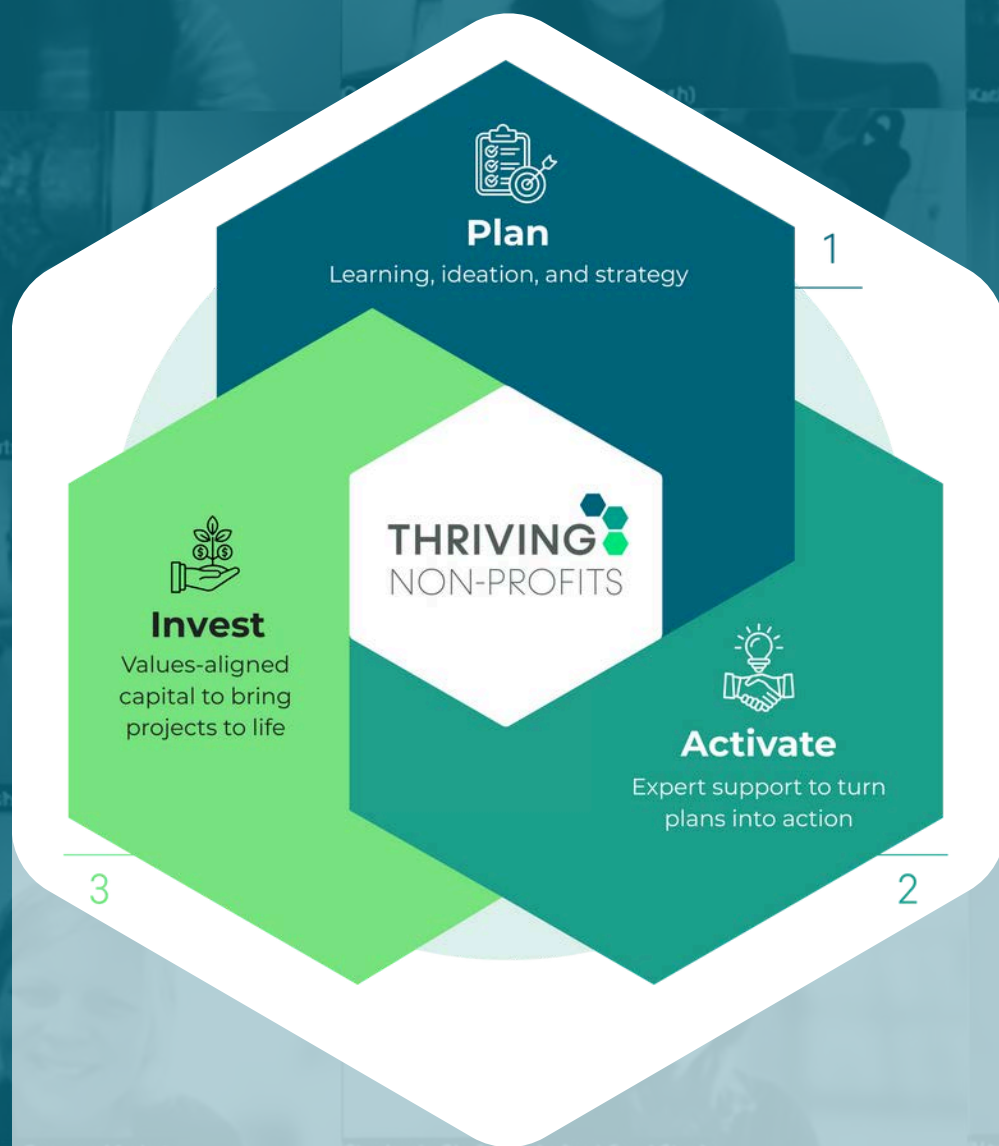 Plan
Learning, ideation, and strategy
1
THRIVING
NON-PROFITS
Invest
Values-aligned
capital to bring
projects to life
3
Activate
Expert support to turn
plans into action
2